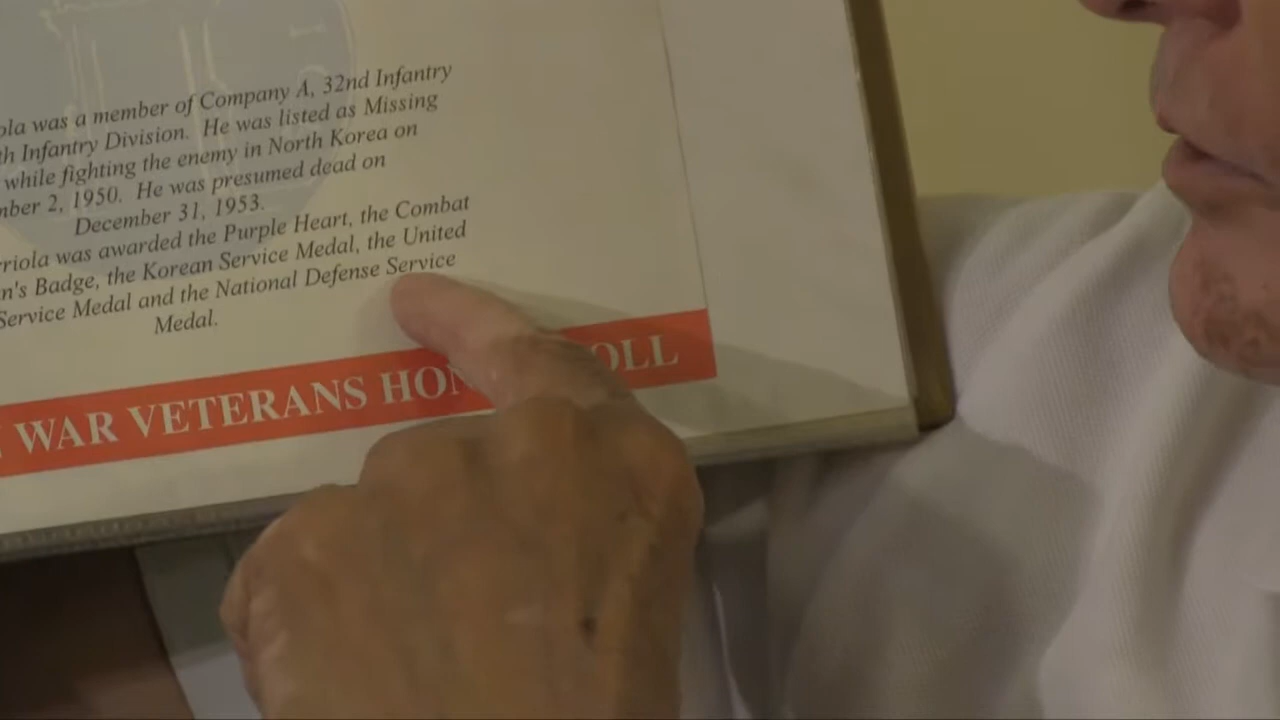 ola was a member of Company A, 32nd Infantry
th Infantry Division. He was listed as Missing
while fighting the enemy in North Korea on
mber 2, 1950. He was presumed dead on
December 31, 1953.
rriola was awarded the Purple Heart, the Combat
n's Badge, the Korean Service Medal, the United
Service Medal and the National Defense Service
Medal.
WAR VETERANS HON OLL